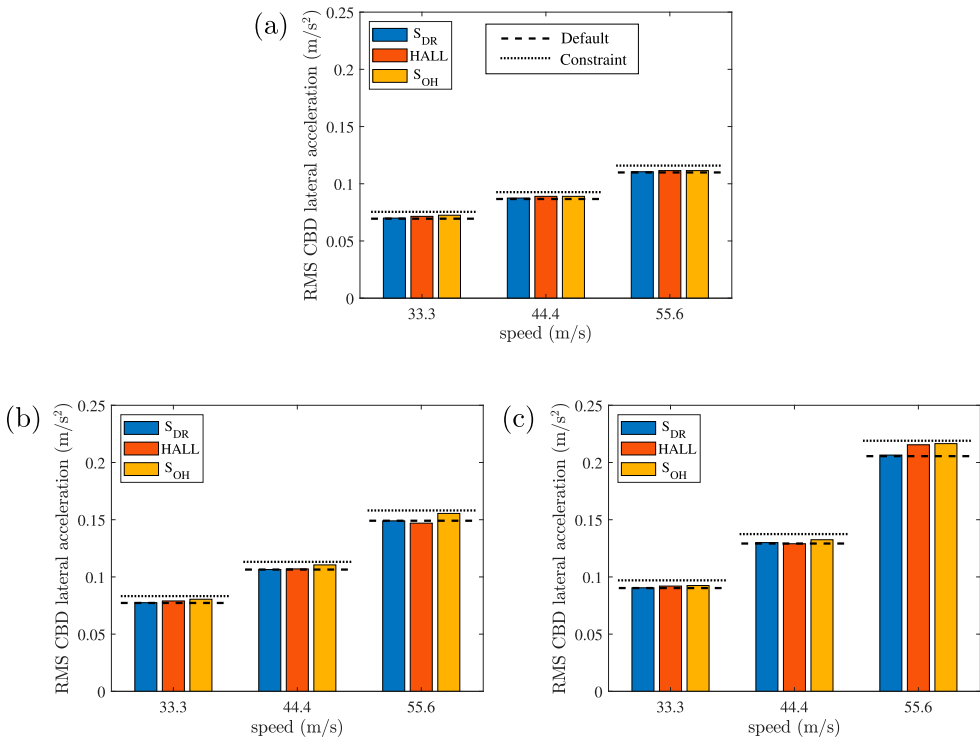 (a)
RMS CBD lateral acceleration (m/s²)
0.25
0.2
0.15
0.1
0.05
0
S_DR
HALL
S_OH
Default
Constraint
33.3 44.4 55.6
speed (m/s)
(b)
RMS CBD lateral acceleration (m/s²)
0.25
0.2
0.15
0.1
0.05
0
S_DR
HALL
S_OH
33.3 44.4 55.6
speed (m/s)
(c)
RMS CBD lateral acceleration (m/s²)
0.25
0.2
0.15
0.1
0.05
0
S_DR
HALL
S_OH
33.3 44.4 55.6
speed (m/s)